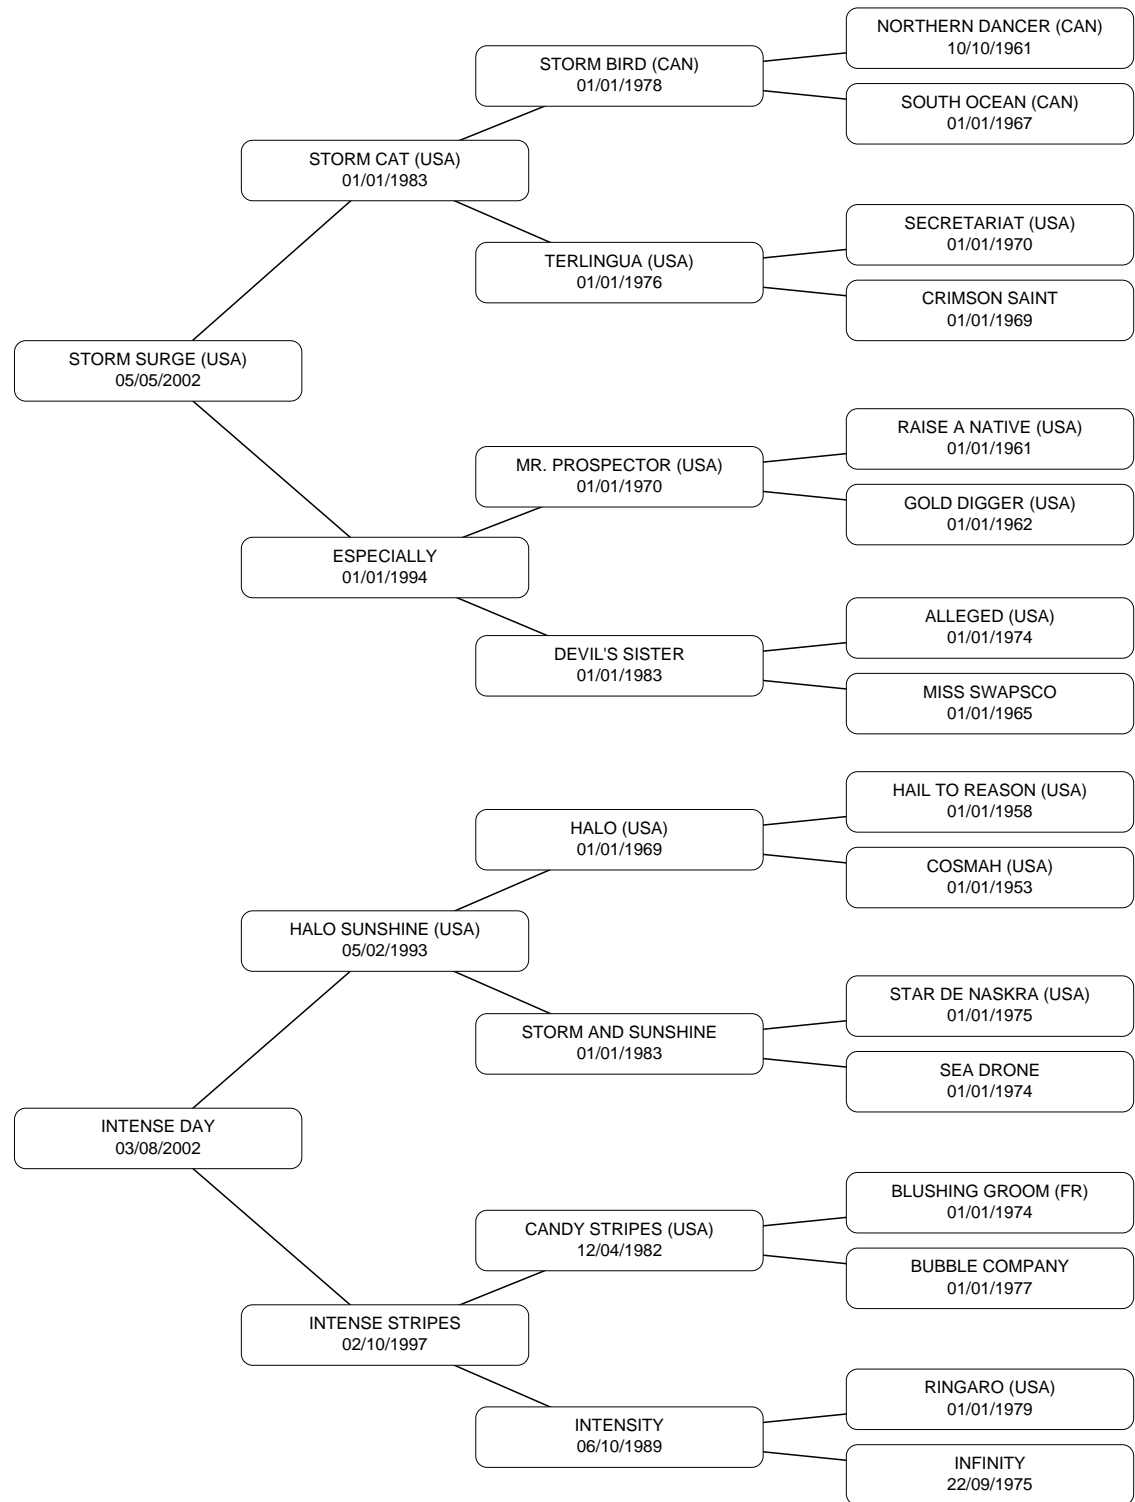 NORTHERN DANCER (CAN)
10/10/1961
STORM BIRD (CAN)
01/01/1978
SOUTH OCEAN (CAN)
01/01/1967
STORM CAT (USA)
01/01/1983
SECRETARIAT (USA)
01/01/1970
TERLINGUA (USA)
01/01/1976
CRIMSON SAINT
01/01/1969
STORM SURGE (USA)
05/05/2002
RAISE A NATIVE (USA)
01/01/1961
MR. PROSPECTOR (USA)
01/01/1970
GOLD DIGGER (USA)
01/01/1962
ESPECIALLY
01/01/1994
ALLEGED (USA)
01/01/1974
DEVIL'S SISTER
01/01/1983
MISS SWAPSCO
01/01/1965
HAIL TO REASON (USA)
01/01/1958
HALO (USA)
01/01/1969
COSMAH (USA)
01/01/1953
HALO SUNSHINE (USA)
05/02/1993
STAR DE NASKRA (USA)
01/01/1975
STORM AND SUNSHINE
01/01/1983
SEA DRONE
01/01/1974
INTENSE DAY
03/08/2002
BLUSHING GROOM (FR)
01/01/1974
CANDY STRIPES (USA)
12/04/1982
BUBBLE COMPANY
01/01/1977
INTENSE STRIPES
02/10/1997
RINGARO (USA)
01/01/1979
INTENSITY
06/10/1989
INFINITY
22/09/1975